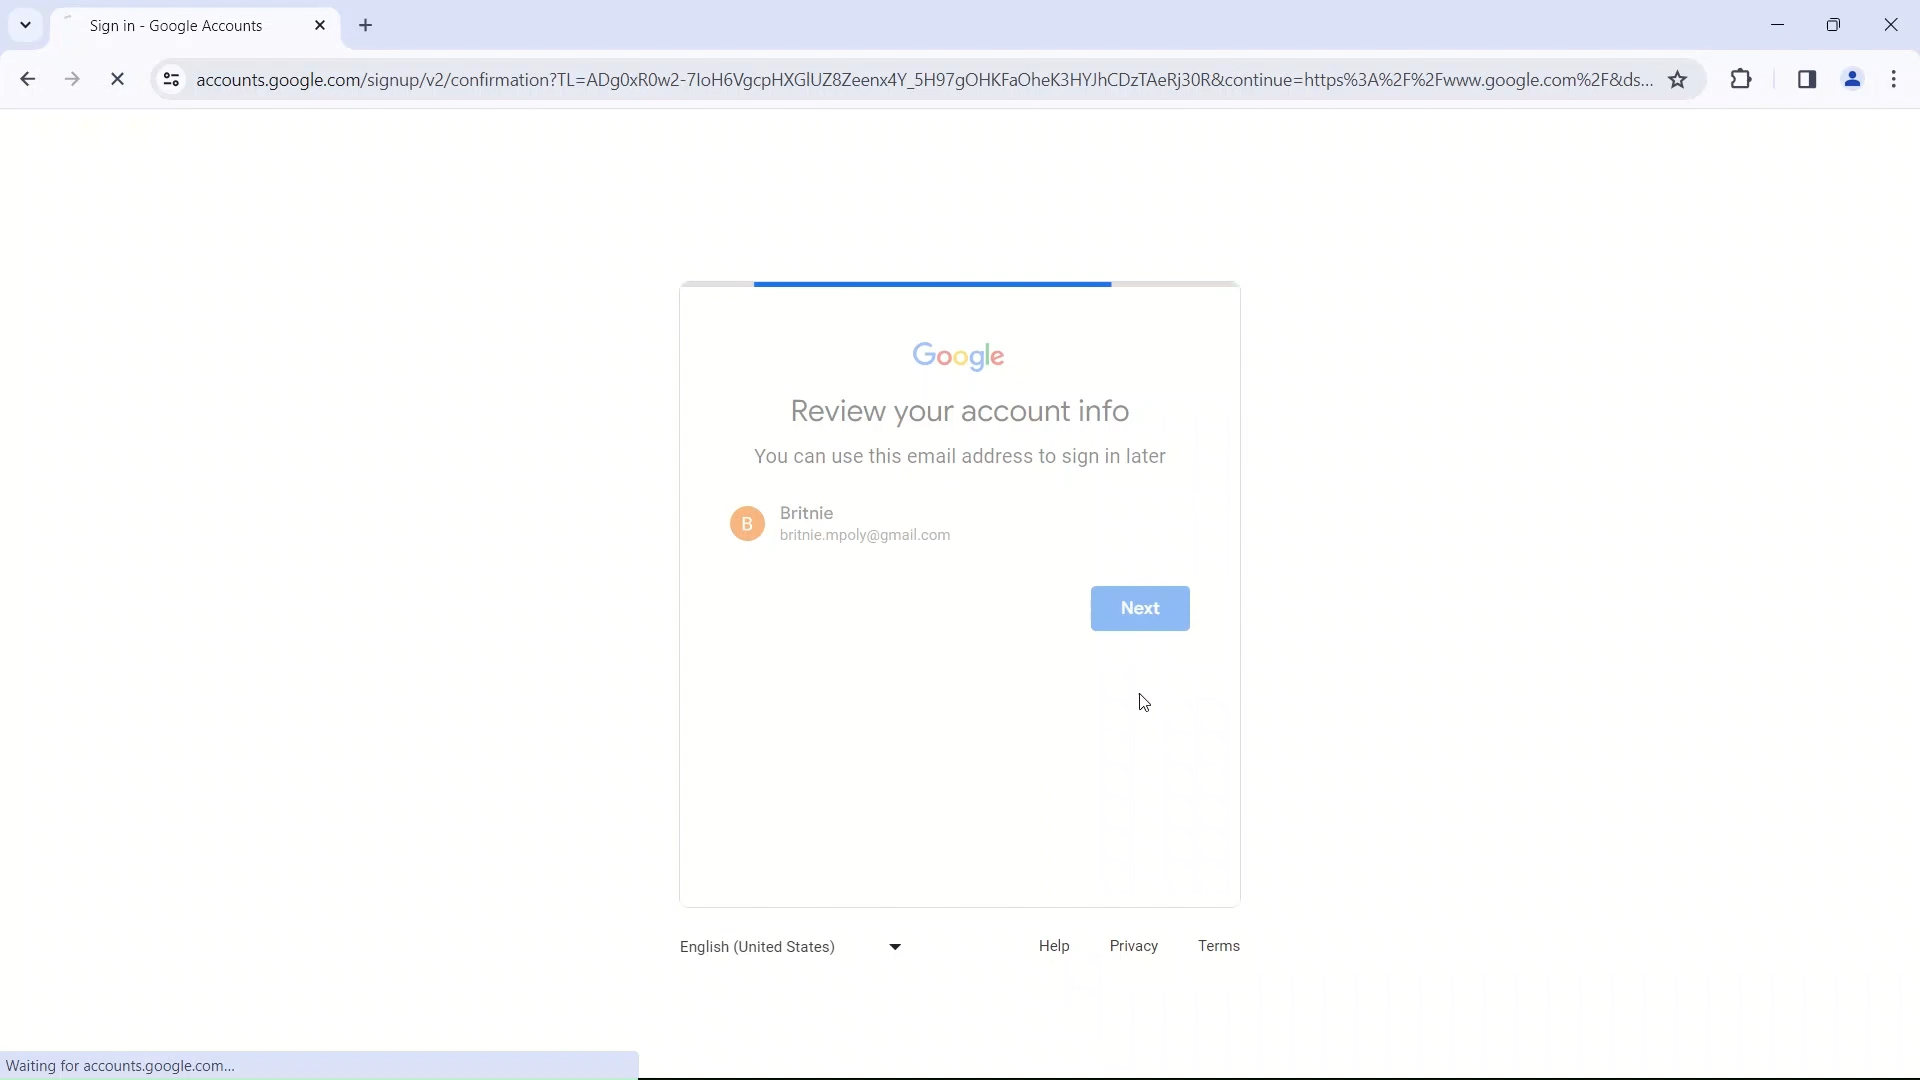 Sign in - Google Accounts
accounts.google.com/signup/v2/confirmation?TL=ADg0xR0w2-7IoH6VgcpHXGlUZ8Zeenx4Y_5H97gOHKFaOheK3HYJhCDzTAeRj30R&continue=https%3A%2F%2Fwww.google.com%2F&ds...
Google
Review your account info
You can use this email address to sign in later
B
Britnie
britnie.mpoly@gmail.com
Next
English (United States)
Help Privacy Terms
Waiting for accounts.google.com...